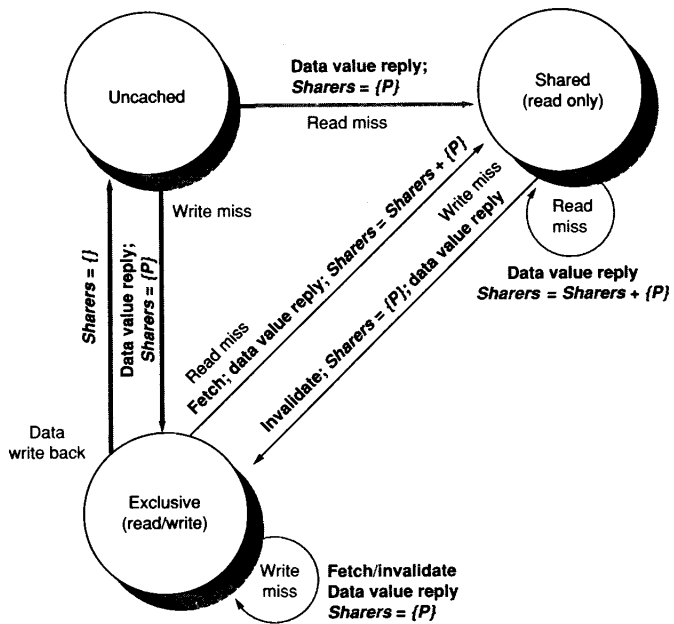 Uncached
Data value reply;
Sharers = {P}
Read miss
Shared
(read only)
Write miss
Sharers = {}
Data value reply;
Sharers = {P}
Read miss
Fetch; data value reply; Sharers = Sharers + {P}
Write miss
Invalidate; Sharers = {P}; data value reply
Read
miss
Data value reply
Sharers = Sharers + {P}
Data
write back
Exclusive
(read/write)
Write
miss
Fetch/invalidate
Data value reply
Sharers = {P}